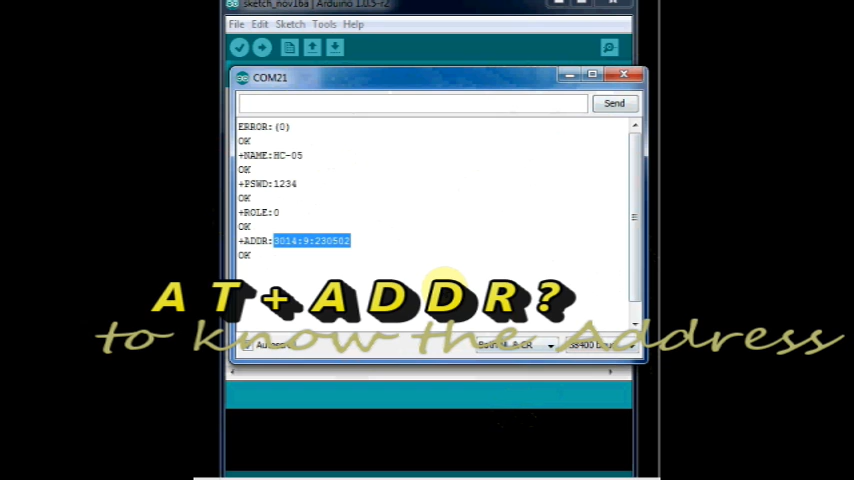 sketch_nov16a | Arduino 1.0.5-r2
File Edit Sketch Tools Help
COM21
Send
ERROR:(0)
OK
+NAME:HC-05
OK
+PSWD:1234
OK
+ROLE:0
OK
+ADDR:3014:9:230502
OK
AT+ADDR?
to know the Address